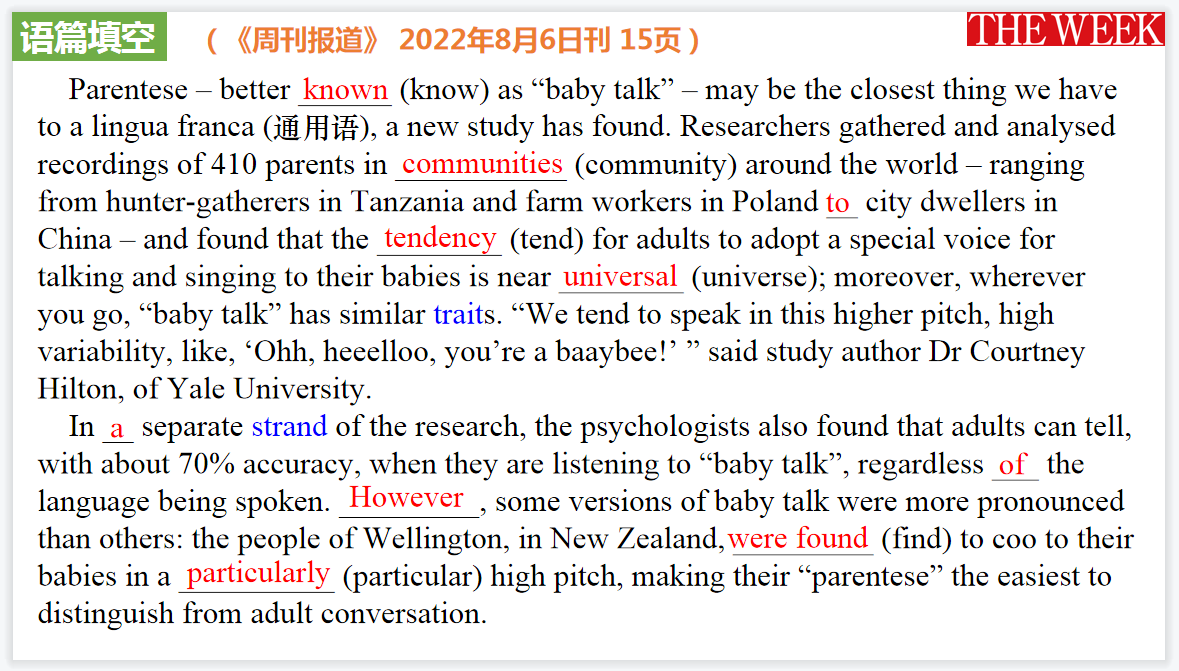 语篇填空 (《周刊报道》 2022年8月6日刊 15页) THE WEEK
Parentese – better known (know) as “baby talk” – may be the closest thing we have
to a lingua franca (通用语), a new study has found. Researchers gathered and analysed
recordings of 410 parents in communities (community) around the world – ranging
from hunter-gatherers in Tanzania and farm workers in Poland to city dwellers in
China – and found that the tendency (tend) for adults to adopt a special voice for
talking and singing to their babies is near universal (universe); moreover, wherever
you go, “baby talk” has similar traits. “We tend to speak in this higher pitch, high
variability, like, ‘Ohh, heeelloo, you’re a baaybee!’ ” said study author Dr Courtney
Hilton, of Yale University.
In a separate strand of the research, the psychologists also found that adults can tell,
with about 70% accuracy, when they are listening to “baby talk”, regardless of the
language being spoken. However, some versions of baby talk were more pronounced
than others: the people of Wellington, in New Zealand, were found (find) to coo to their
babies in a particularly (particular) high pitch, making their “parentese” the easiest to
distinguish from adult conversation.